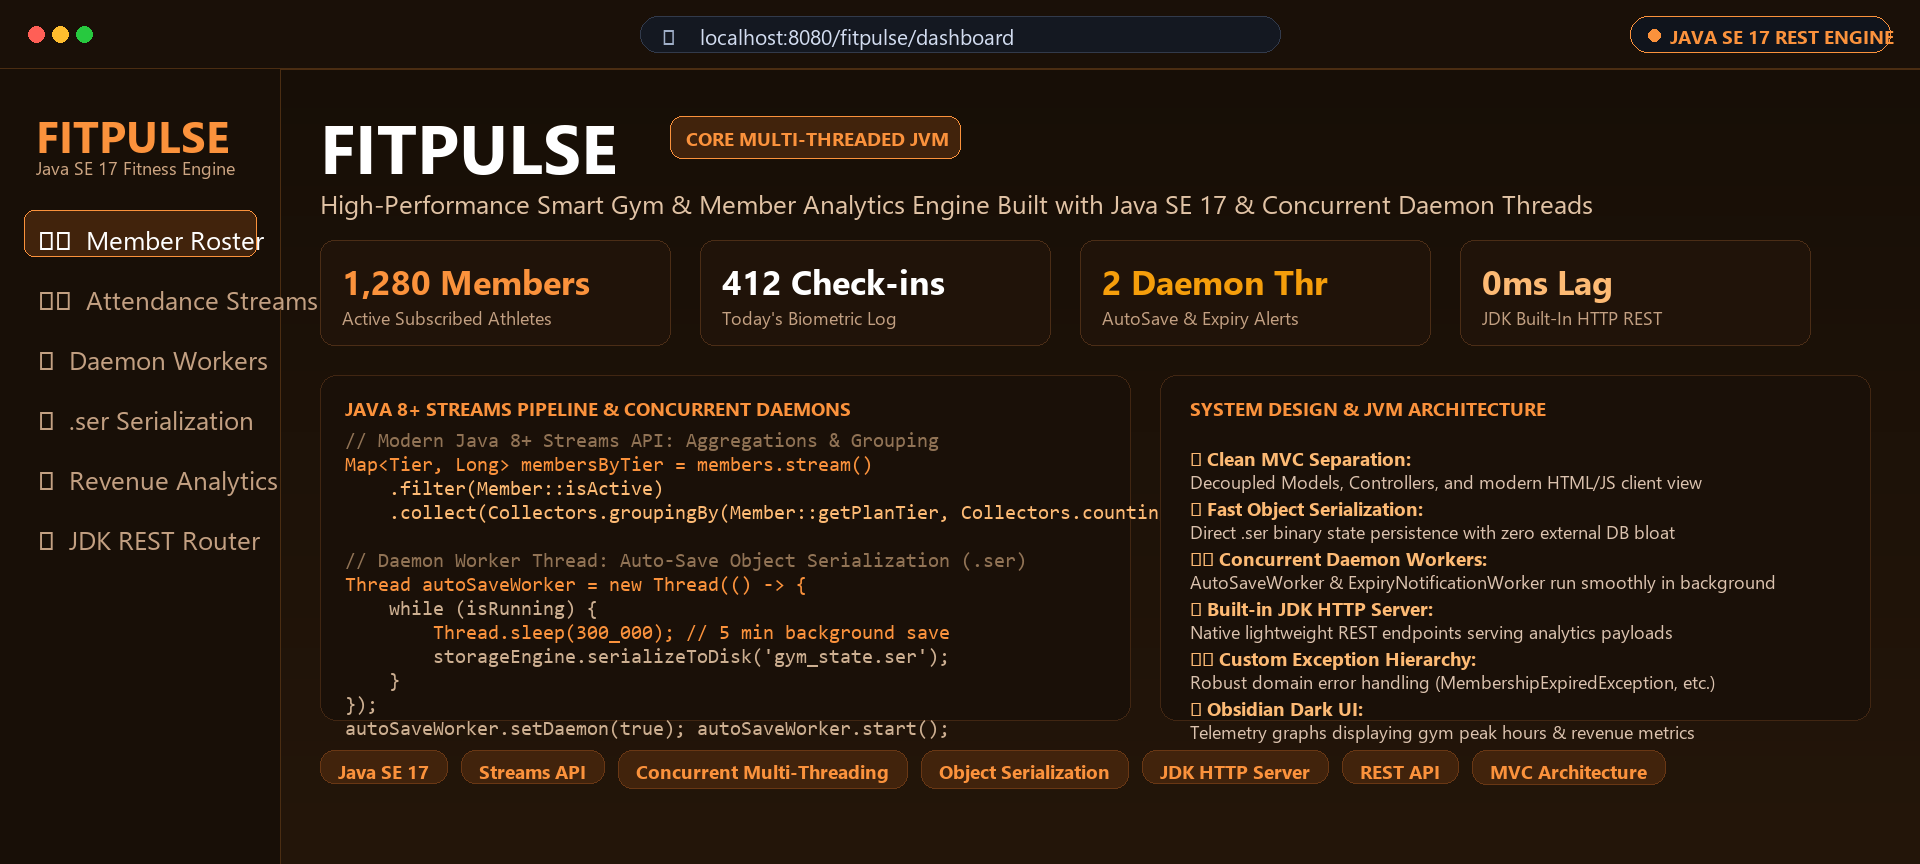 localhost:8080/fitpulse/dashboard
JAVA SE 17 REST ENGINE
FITPULSE
Java SE 17 Fitness Engine
Member Roster
Attendance Streams
Daemon Workers
.ser Serialization
Revenue Analytics
JDK REST Router
FITPULSE
CORE MULTI-THREADED JVM
High-Performance Smart Gym & Member Analytics Engine Built with Java SE 17 & Concurrent Daemon Threads
1,280 Members
Active Subscribed Athletes
412 Check-ins
Today's Biometric Log
2 Daemon Thr
AutoSave & Expiry Alerts
0ms Lag
JDK Built-In HTTP REST
JAVA 8+ STREAMS PIPELINE & CONCURRENT DAEMONS
// Modern Java 8+ Streams API: Aggregations & Grouping
Map<Tier, Long> membersByTier = members.stream()
    .filter(Member::isActive)
    .collect(Collectors.groupingBy(Member::getPlanTier, Collectors.countin
// Daemon Worker Thread: Auto-Save Object Serialization (.ser)
Thread autoSaveWorker = new Thread(() -> {
    while (isRunning) {
        Thread.sleep(300_000); // 5 min background save
        storageEngine.serializeToDisk('gym_state.ser');
    }
});
autoSaveWorker.setDaemon(true); autoSaveWorker.start();
SYSTEM DESIGN & JVM ARCHITECTURE
Clean MVC Separation:
Decoupled Models, Controllers, and modern HTML/JS client view
Fast Object Serialization:
Direct .ser binary state persistence with zero external DB bloat
Concurrent Daemon Workers:
AutoSaveWorker & ExpiryNotificationWorker run smoothly in background
Built-in JDK HTTP Server:
Native lightweight REST endpoints serving analytics payloads
Custom Exception Hierarchy:
Robust domain error handling (MembershipExpiredException, etc.)
Obsidian Dark UI:
Telemetry graphs displaying gym peak hours & revenue metrics
Java SE 17
Streams API
Concurrent Multi-Threading
Object Serialization
JDK HTTP Server
REST API
MVC Architecture